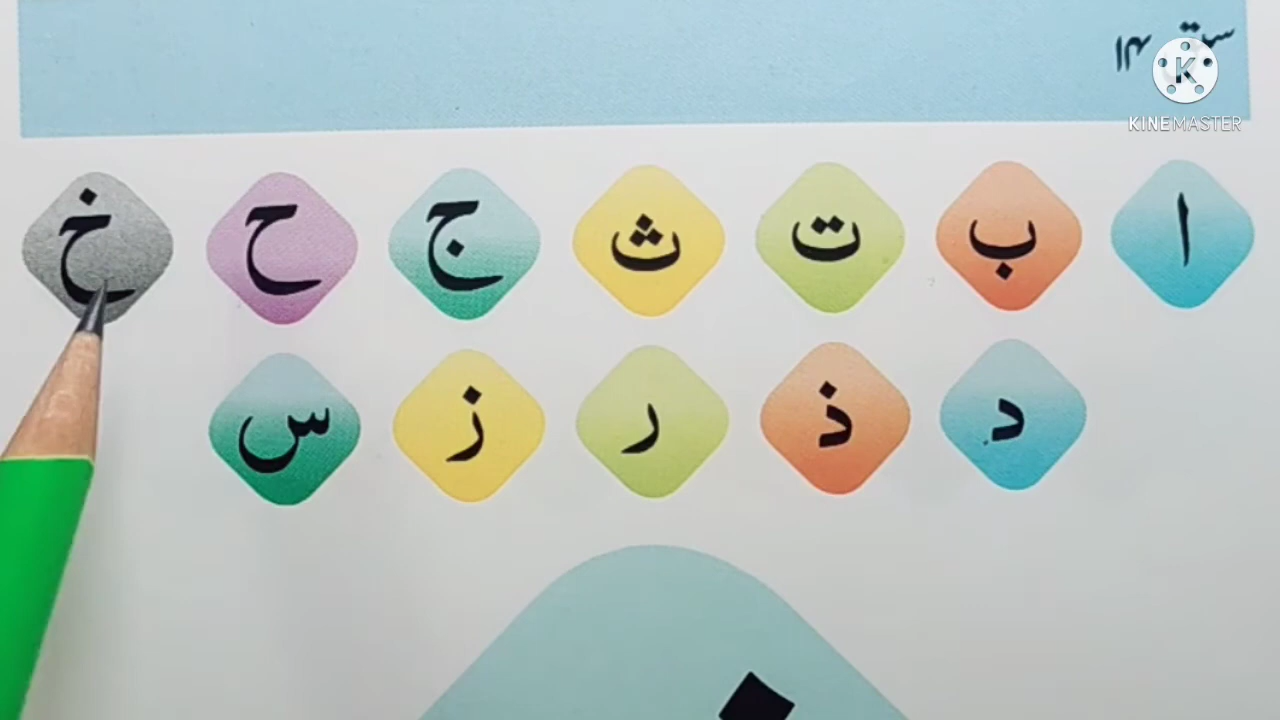 سبق ۱۴
K
KINEMASTER
ا ب ت ث ج ح خ
د ذ ر ز س